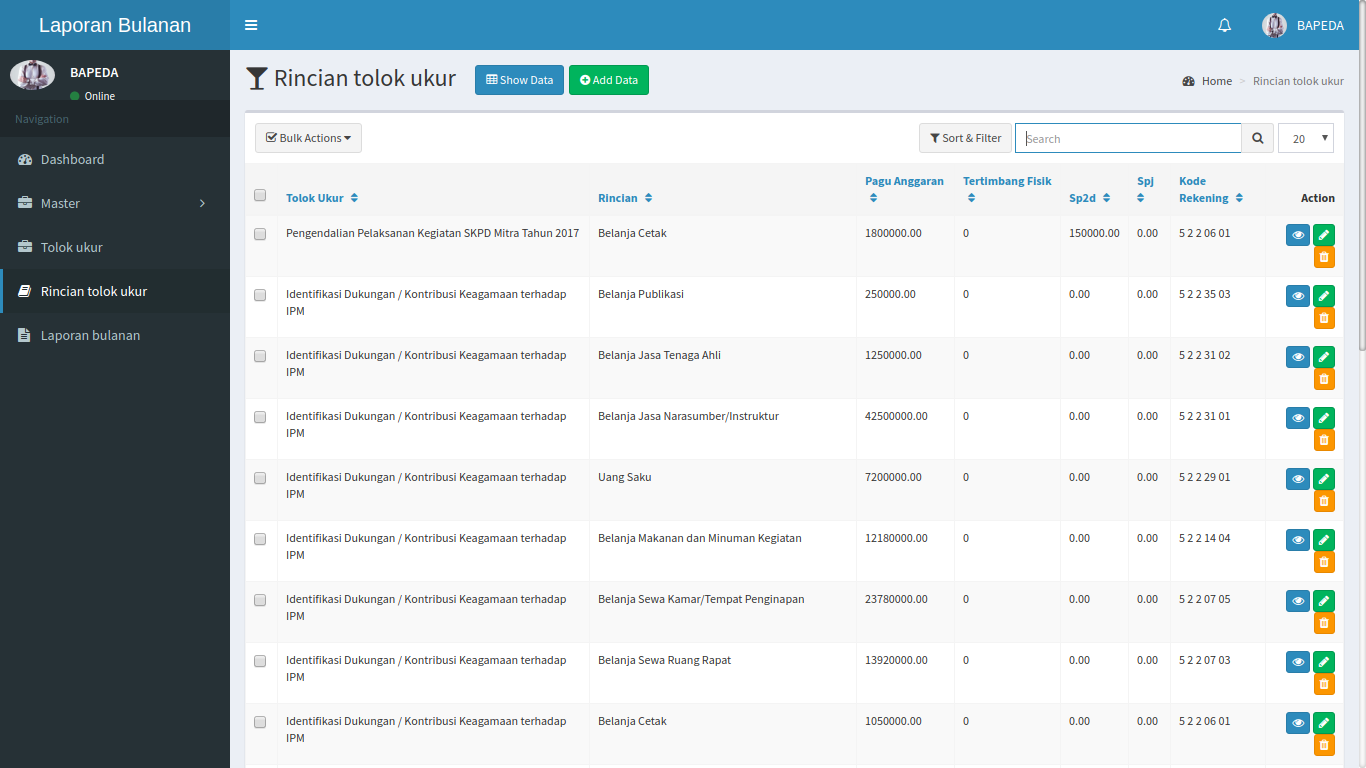 Laporan Bulanan
BAPEDA
BAPEDA
Online
Navigation
Dashboard
Master
Tolok ukur
Rincian tolok ukur
Laporan bulanan
Rincian tolok ukur
Show Data
Add Data
Home > Rincian tolok ukur
Bulk Actions
Sort & Filter
Search
20
Tolok Ukur Rincian Pagu Anggaran Tertimbang Fisik Sp2d Spj Kode Rekening Action
Pengendalian Pelaksanan Kegiatan SKPD Mitra Tahun 2017 Belanja Cetak 1800000.00 0 150000.00 0.00 5 2 2 06 01
Identifikasi Dukungan / Kontribusi Keagamaan terhadap Belanja Publikasi 250000.00 0 0.00 0.00 5 2 2 35 03
IPM
Identifikasi Dukungan / Kontribusi Keagamaan terhadap Belanja Jasa Tenaga Ahli 1250000.00 0 0.00 0.00 5 2 2 31 02
IPM
Identifikasi Dukungan / Kontribusi Keagamaan terhadap Belanja Jasa Narasumber/Instruktur 42500000.00 0 0.00 0.00 5 2 2 31 01
IPM
Identifikasi Dukungan / Kontribusi Keagamaan terhadap Uang Saku 7200000.00 0 0.00 0.00 5 2 2 29 01
IPM
Identifikasi Dukungan / Kontribusi Keagamaan terhadap Belanja Makanan dan Minuman Kegiatan 12180000.00 0 0.00 0.00 5 2 2 14 04
IPM
Identifikasi Dukungan / Kontribusi Keagamaan terhadap Belanja Sewa Kamar/Tempat Penginapan 23780000.00 0 0.00 0.00 5 2 2 07 05
IPM
Identifikasi Dukungan / Kontribusi Keagamaan terhadap Belanja Sewa Ruang Rapat 13920000.00 0 0.00 0.00 5 2 2 07 03
IPM
Identifikasi Dukungan / Kontribusi Keagamaan terhadap Belanja Cetak 1050000.00 0 0.00 0.00 5 2 2 06 01
IPM